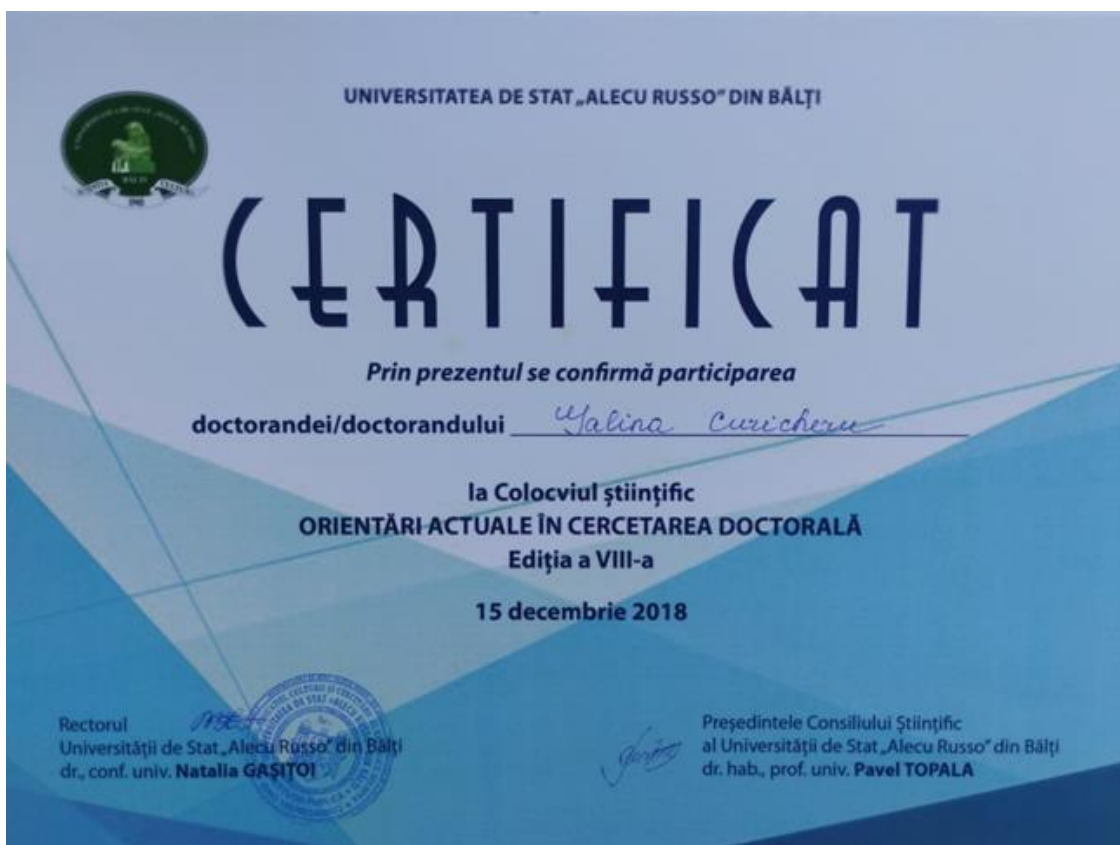 UNIVERSITATEA DE STAT „ALECU RUSSO” DIN BĂLȚI
BĂLȚI
1945
CERTIFICAT
Prin prezentul se confirmă participarea
doctorandei/doctorandului Galina Curicheru
la Colocviul științific
ORIENTĂRI ACTUALE ÎN CERCETAREA DOCTORALĂ
Ediția a VIII-a
15 decembrie 2018
Rectorul
Universității de Stat „Alecu Russo” din Bălți
dr., conf. univ. Natalia GAȘIȚOI
Președintele Consiliului Științific
al Universității de Stat „Alecu Russo” din Bălți
dr. hab., prof. univ. Pavel TOPALA